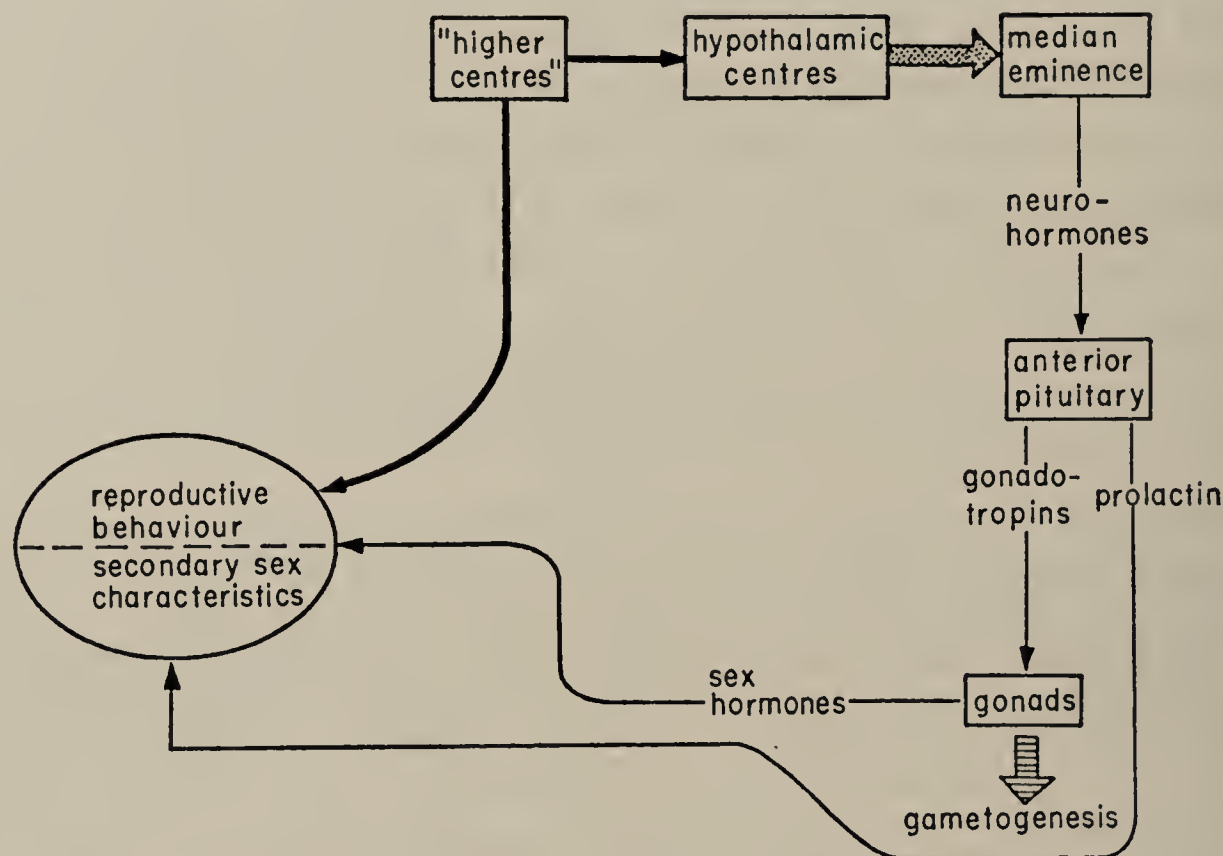 "higher
centres"
hypothalamic
centres
median
eminence
neuro-
hormones
anterior
pituitary
gonado-
tropins
prolactin
reproductive
behaviour
secondary sex
characteristics
sex
hormones
gonads
gametogenesis